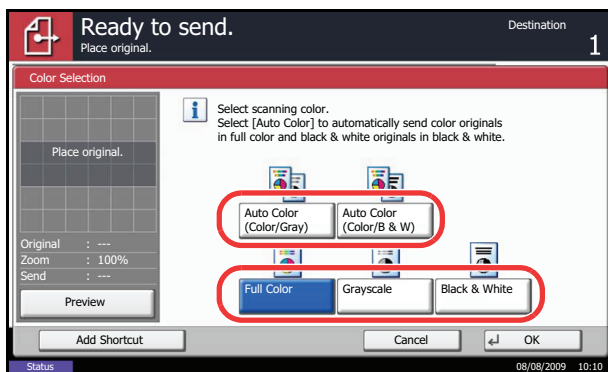 Ready to send.
Place original.
Destination
1
Color Selection
Place original.
Original : ---
Zoom : 100%
Send : ---
Preview
Select scanning color.
Select [Auto Color] to automatically send color originals
in full color and black & white originals in black & white.
Auto Color
(Color/Gray)
Auto Color
(Color/B & W)
Full Color
Grayscale
Black & White
Add Shortcut
Cancel
OK
Status
08/08/2009 10:10